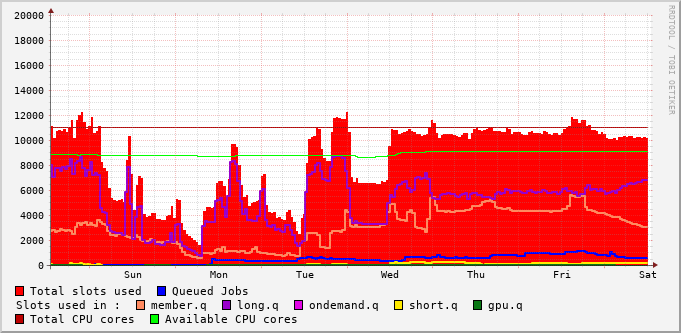 20000
18000
16000
14000
12000
10000
8000
6000
4000
2000
0
Sun Mon Tue Wed Thu Fri Sat
RRDTOOL / TOBI OETIKER
Total slots used Queued Jobs
Slots used in : member.q long.q ondemand.q short.q gpu.q
Total CPU cores Available CPU cores